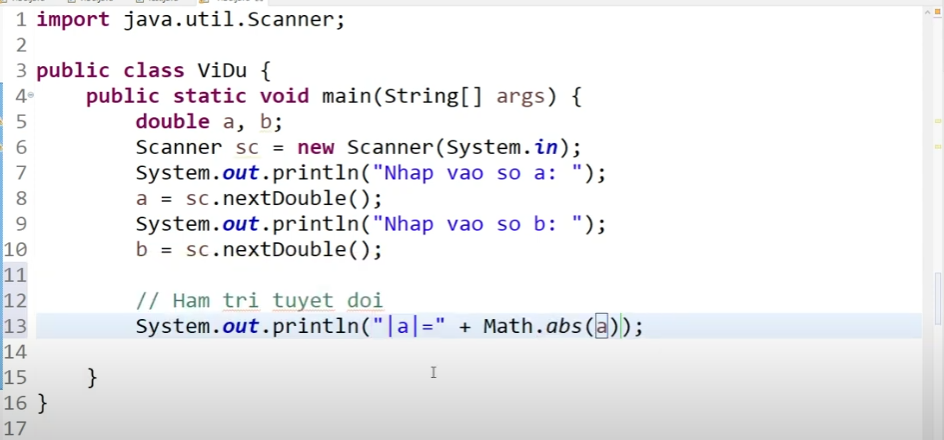 1 import java.util.Scanner;
2
3 public class ViDu {
4 public static void main(String[] args) {
5 double a, b;
6 Scanner sc = new Scanner(System.in);
7 System.out.println("Nhap vao so a: ");
8 a = sc.nextDouble();
9 System.out.println("Nhap vao so b: ");
10 b = sc.nextDouble();
11
12 // Ham tri tuyet doi
13 System.out.println("|a|=" + Math.abs(a));
14
15 }
16 }
17